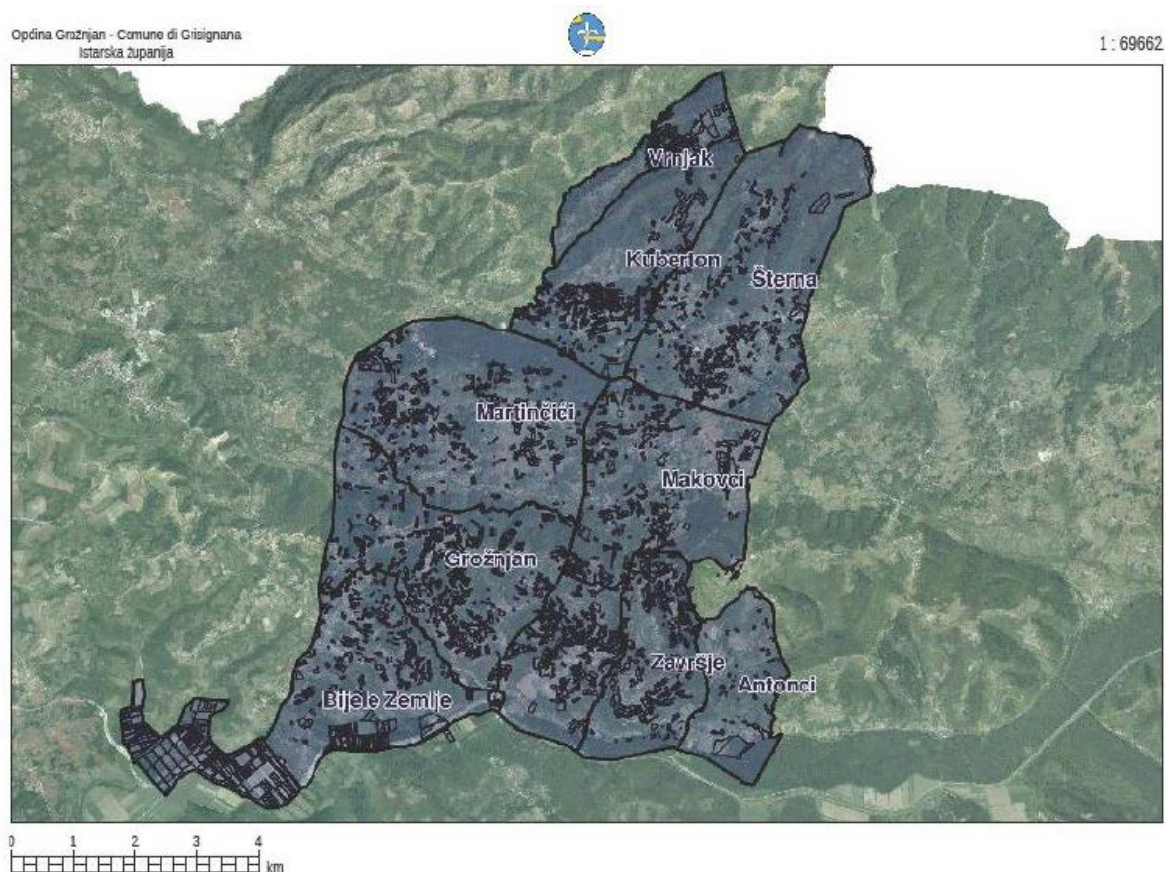 Općina Grožnjan - Comune di Grisignana
Istarska županija
1 : 69662
Vrnjak
Kuberton
Šterna
Martinčići
Makovci
Grožnjan
Završje
Antonci
Bijele Zemlje
0 1 2 3 4
km